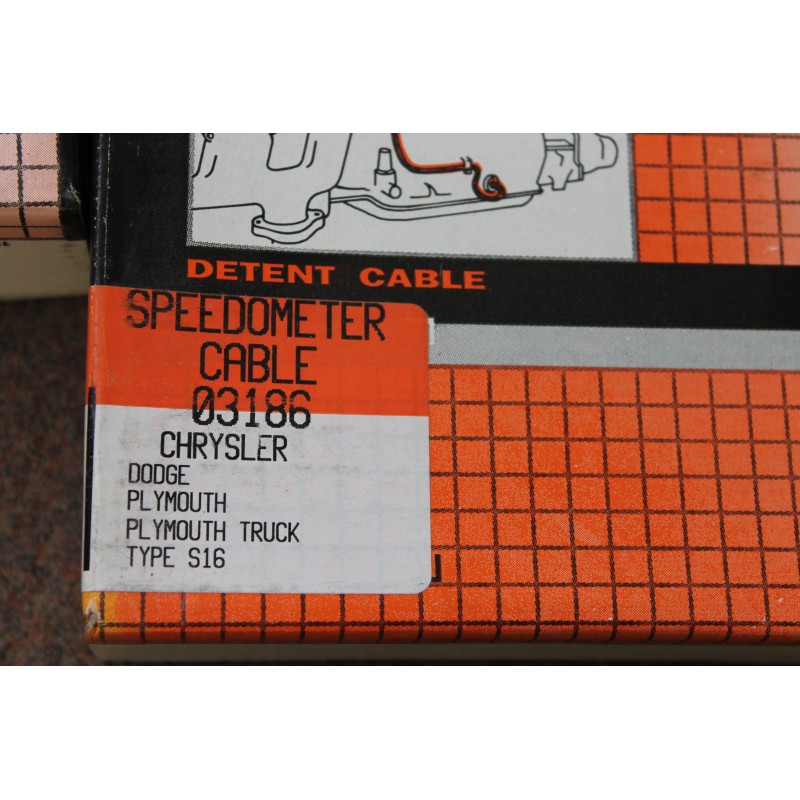 DETENT CABLE
SPEEDOMETER
CABLE
03186
CHRYSLER
DODGE
PLYMOUTH
PLYMOUTH TRUCK
TYPE S16